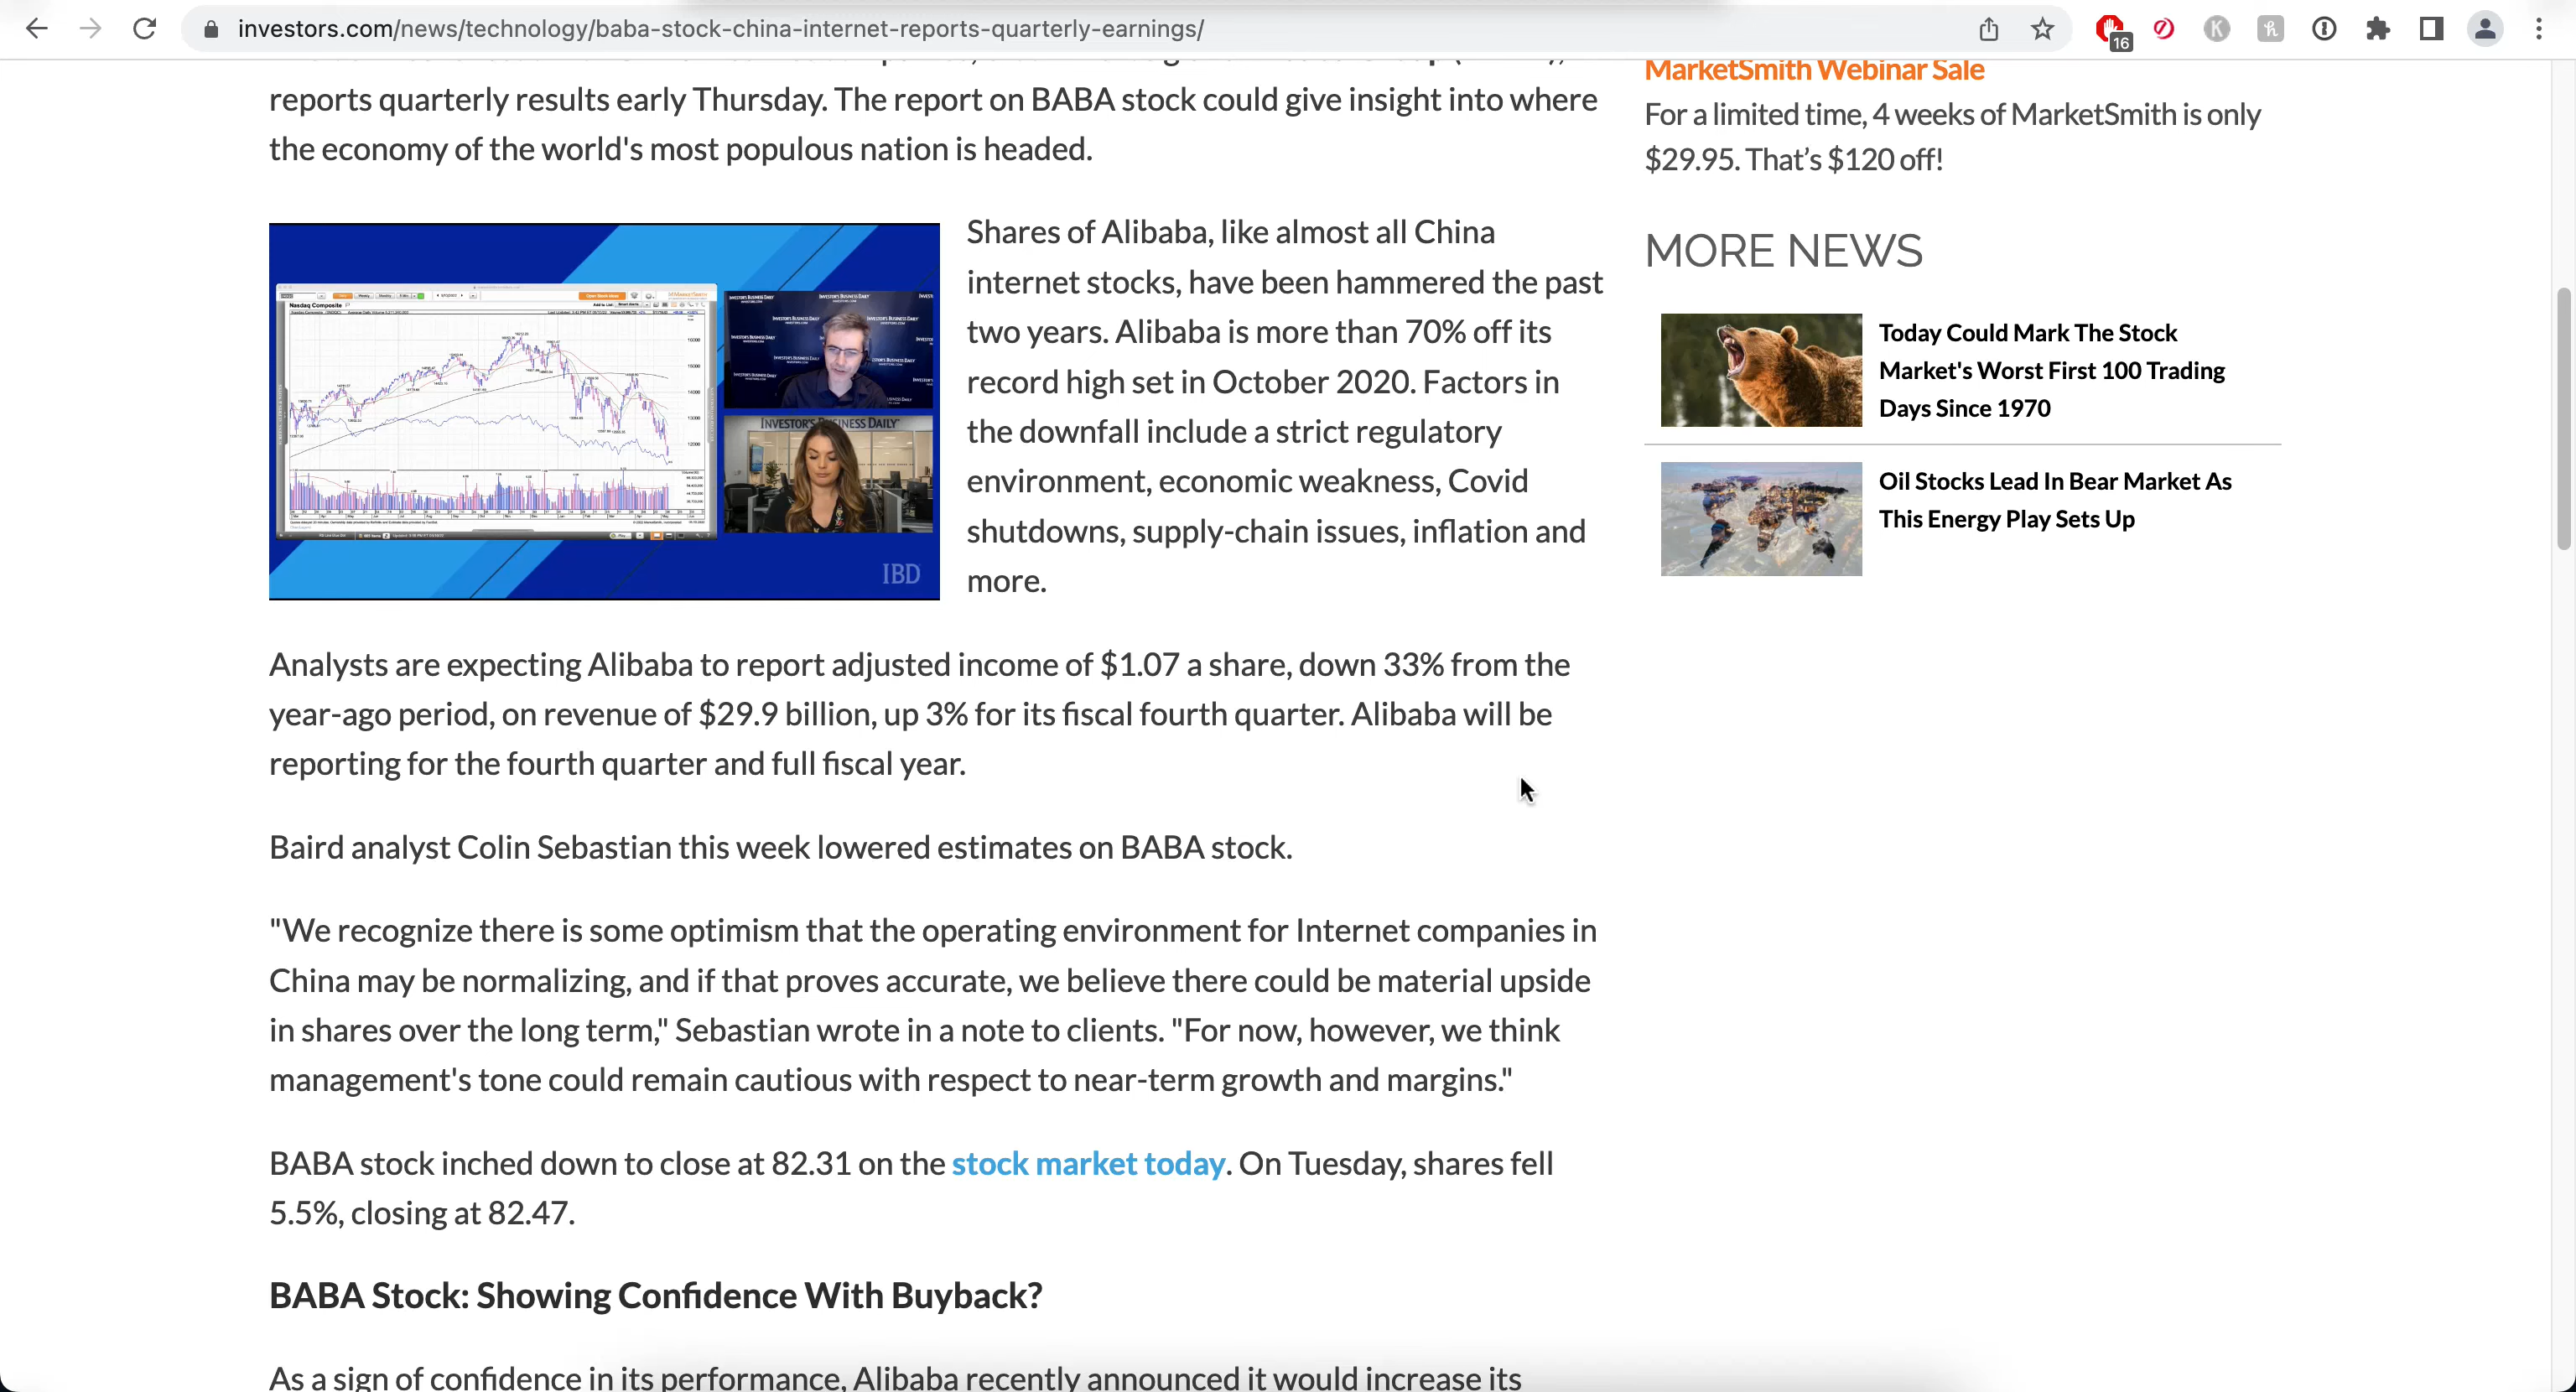 investors.com/news/technology/baba-stock-china-internet-reports-quarterly-earnings/
16
reports quarterly results early Thursday. The report on BABA stock could give insight into where
the economy of the world's most populous nation is headed.
Nasdaq Composite
INVESTOR'S BUSINESS DAILY
IBD
Shares of Alibaba, like almost all China
internet stocks, have been hammered the past
two years. Alibaba is more than 70% off its
record high set in October 2020. Factors in
the downfall include a strict regulatory
environment, economic weakness, Covid
shutdowns, supply-chain issues, inflation and
more.
Analysts are expecting Alibaba to report adjusted income of $1.07 a share, down 33% from the
year-ago period, on revenue of $29.9 billion, up 3% for its fiscal fourth quarter. Alibaba will be
reporting for the fourth quarter and full fiscal year.
Baird analyst Colin Sebastian this week lowered estimates on BABA stock.
"We recognize there is some optimism that the operating environment for Internet companies in
China may be normalizing, and if that proves accurate, we believe there could be material upside
in shares over the long term," Sebastian wrote in a note to clients. "For now, however, we think
management's tone could remain cautious with respect to near-term growth and margins."
BABA stock inched down to close at 82.31 on the stock market today. On Tuesday, shares fell
5.5%, closing at 82.47.
BABA Stock: Showing Confidence With Buyback?
As a sign of confidence in its performance, Alibaba recently announced it would increase its
MarketSmith Webinar Sale
For a limited time, 4 weeks of MarketSmith is only
$29.95. That's $120 off!
MORE NEWS
Today Could Mark The Stock
Market's Worst First 100 Trading
Days Since 1970
Oil Stocks Lead In Bear Market As
This Energy Play Sets Up